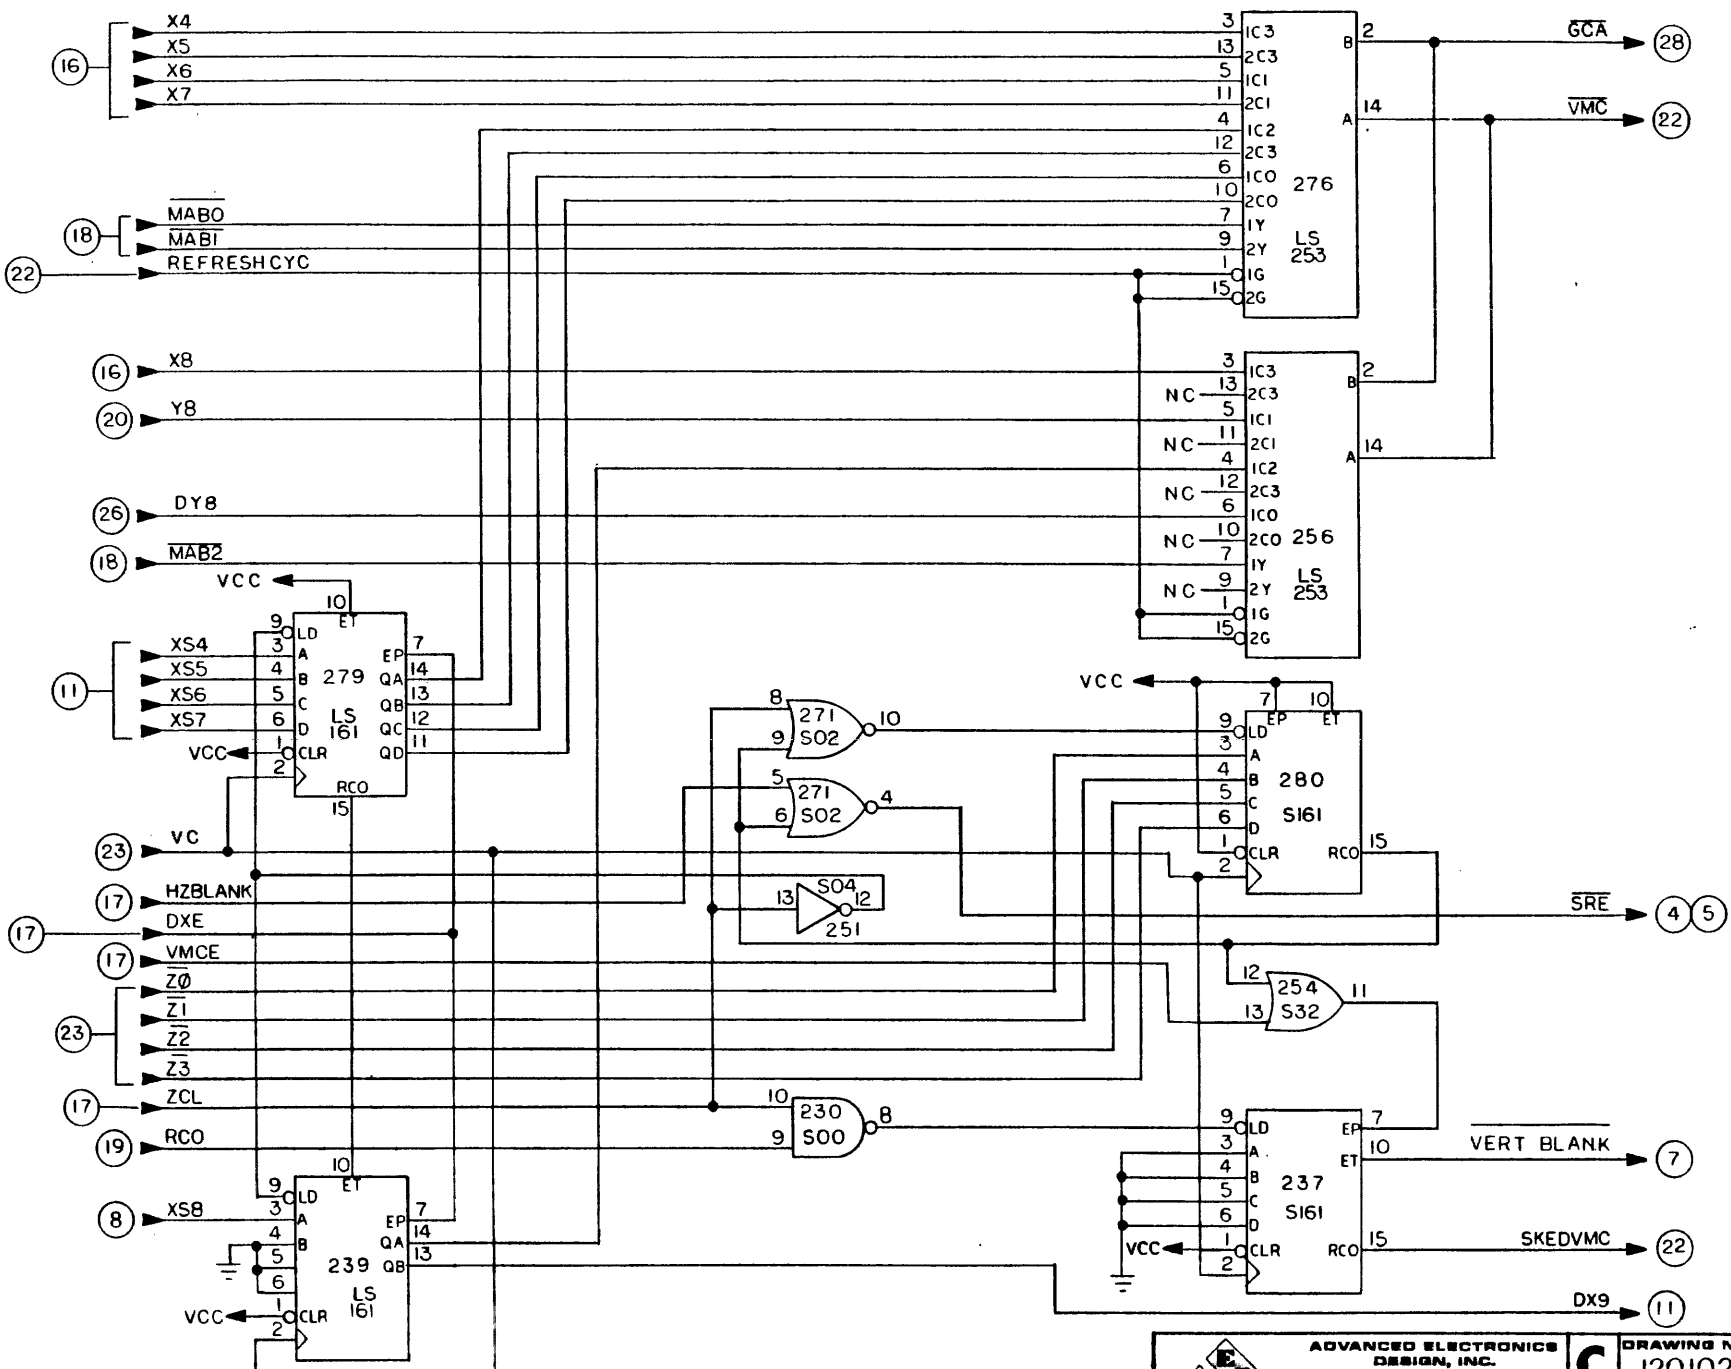 X4
X5
16
X6
X7
3 1C3
13 2C3
5 1C1
11 2C1
4 1C2
12 2C3
6 1C0
10 2C0
7 1Y
9 2Y
1 1G
15 2G
276
LS
253
B 2
A 14
GCA 28
VMC 22
18
MAB0
MAB1
22 REFRESHCYC
16 X8
20 Y8
26 DY8
18 MAB2
3 1C3
NC 13 2C3
5 1C1
NC 11 2C1
4 1C2
NC 12 2C3
6 1C0
NC 10 2C0
7 1Y
NC 9 2Y
1 1G
15 2G
256
LS
253
B 2
A 14
VCC
10 ET
9 LD
11
XS4 3 A
XS5 4 B
XS6 5 C
XS7 6 D
VCC 1 CLR
2
279
LS
161
EP 7
QA 14
QB 13
QC 12
QD 11
RCO
15
8 271 10
9 S02
5 271 4
6 S02
VCC
7 10
EP ET
9 LD
3 A
4 B
5 C
6 D
1 CLR
2
280
S161
RCO 15
23 VC
17 HZBLANK
17 DXE
17 VMCE
23
Z0
Z1
Z2
Z3
17 ZCL
19 RCO
S04
13 12
251
SRE 4 5
12 254 11
13 S32
10 230 8
9 S00
9 LD
3 A
4 B
5 C
6 D
VCC 1 CLR
2
237
S161
EP 7
ET 10
RCO 15
VERT BLANK 7
SKEDVMC 22
10 ET
9 LD
8 XS8 3 A
4 B
5
6
VCC 1 CLR
2
239
LS
161
EP 7
QA 14
QB 13
DX9 11
E
ADVANCED ELECTRONICS
DESIGN, INC.
C
DRAWING N